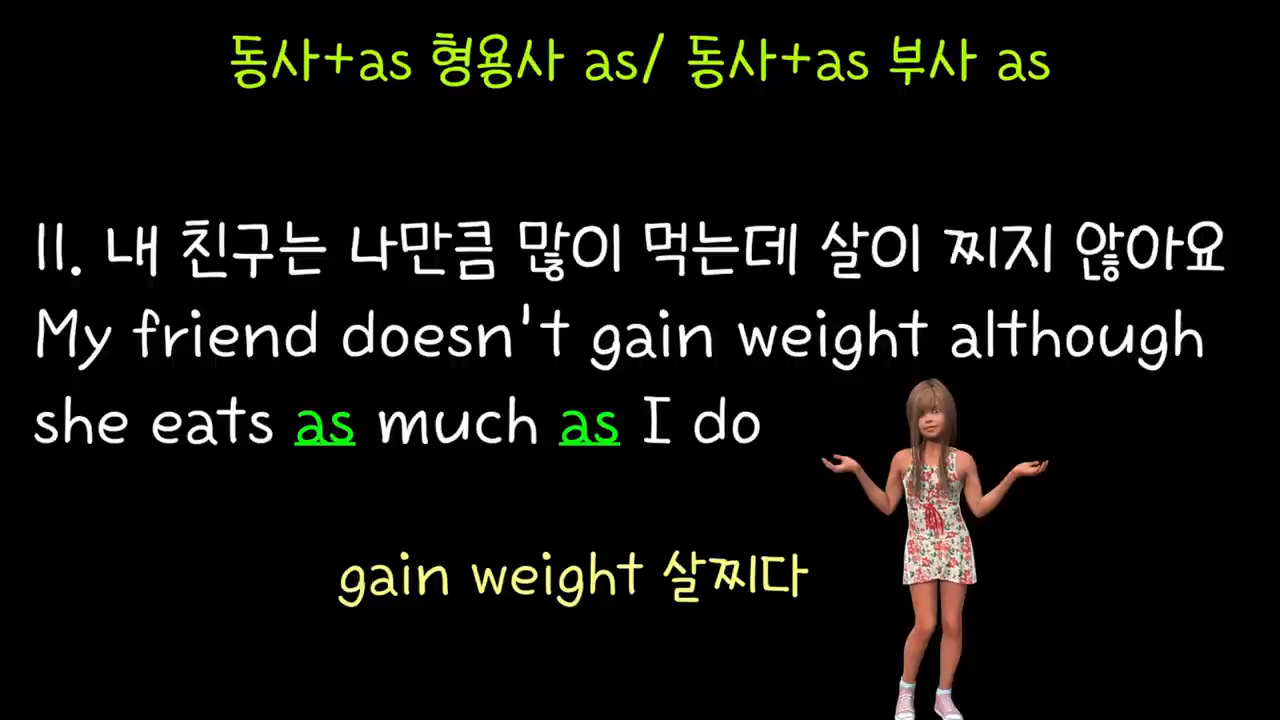 동사+as 형용사 as/ 동사+as 부사 as
11. 내 친구는 나만큼 많이 먹는데 살이 찌지 않아요
My friend doesn't gain weight although
she eats as much as I do
gain weight 살찌다